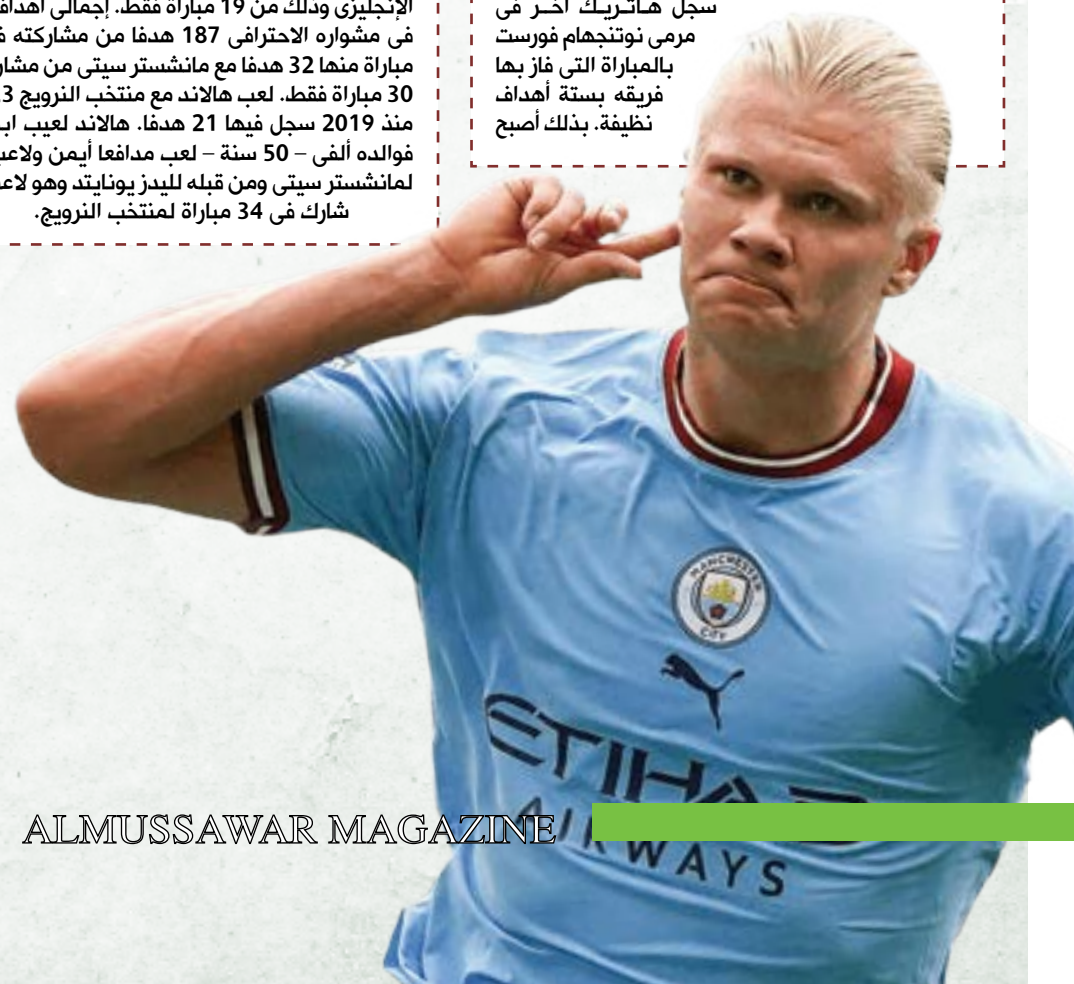 سجل هاتريك آخر فى
مرمى نوتنجهام فورست
بالمباراة التى فاز بها
فريقه بستة أهداف
نظيفة. بذلك أصبح
الإنجليزى وذلك من 19 مباراة فقط. إجمالى أهداف
فى مشواره الاحترافى 187 هدفا من مشاركته
مباراة منها 32 هدفا مع مانشستر سيتى من
30 مباراة فقط. لعب هالاند مع منتخب النرويج
منذ 2019 سجل فيها 21 هدفا. هالاند لعيب
فوالده ألفى – 50 سنة – لعب مدافعا أيمن
لمانشستر سيتى ومن قبله لليدز يونايتد وهو
شارك فى 34 مباراة لمنتخب النرويج.
MANCHESTER
CITY
ETIHAD
AIRWAYS
ALMUSSAWAR MAGAZINE